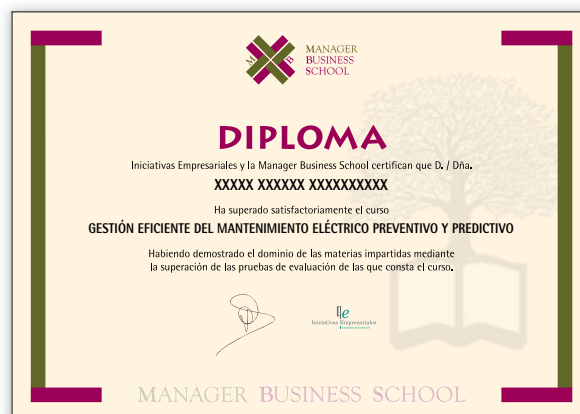 M
B
MANAGER
BUSINESS
SCHOOL
DIPLOMA
Iniciativas Empresariales y la Manager Business School certifican que D. / Dña.
XXXXX XXXXXX XXXXXXXXXX
Ha superado satisfactoriamente el curso
GESTIÓN EFICIENTE DEL MANTENIMIENTO ELÉCTRICO PREVENTIVO Y PREDICTIVO
Habiendo demostrado el dominio de las materias impartidas mediante
la superación de las pruebas de evaluación de las que consta el curso.
Iniciativas Empresariales
MANAGER BUSINESS SCHOOL